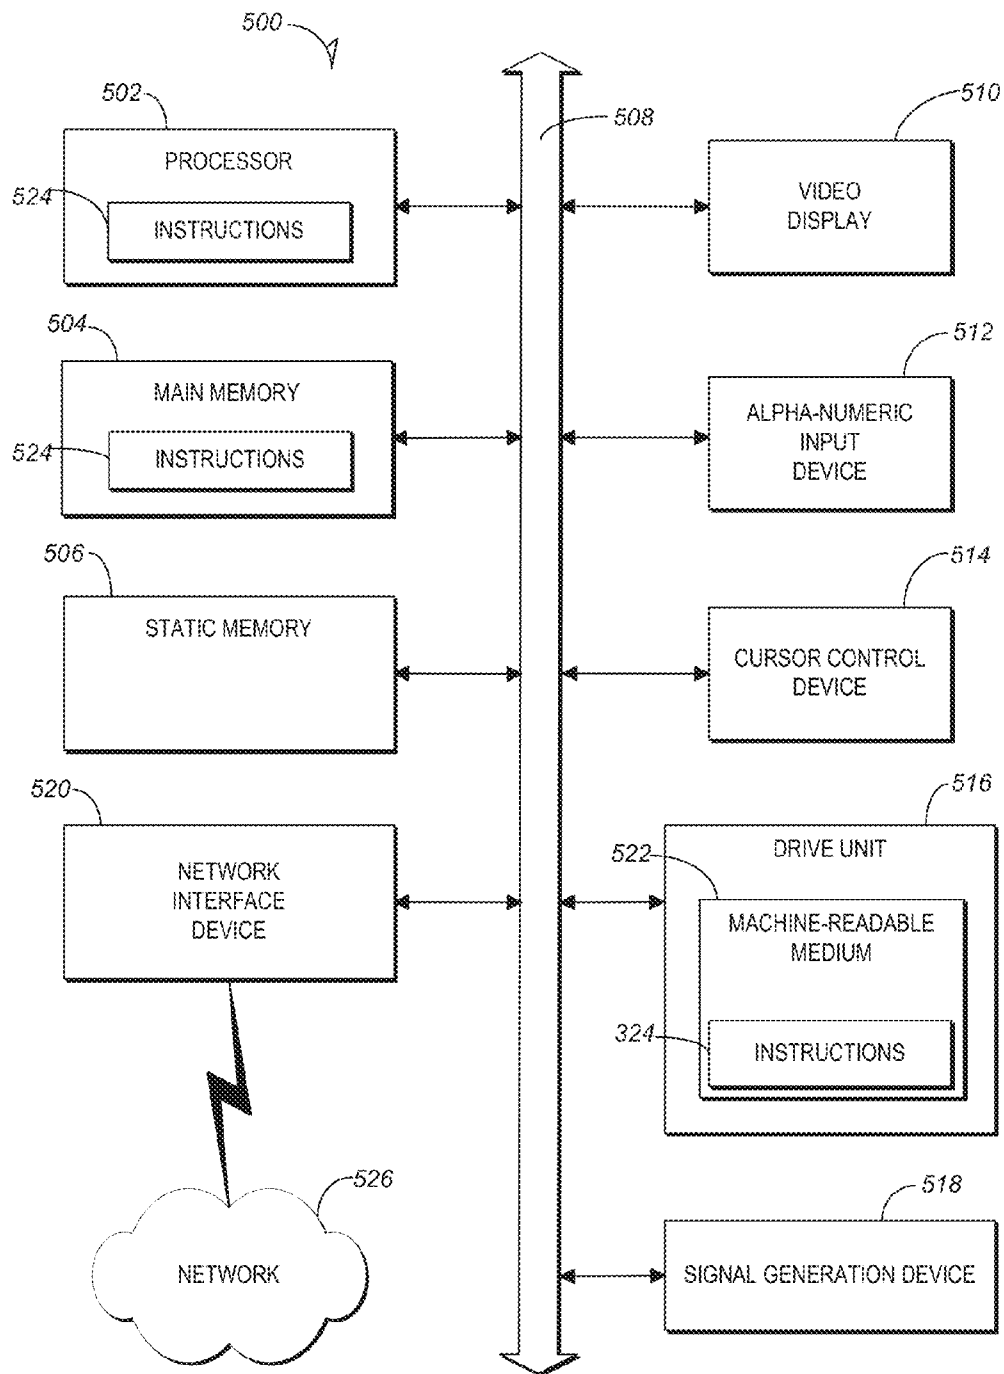 500
502
PROCESSOR
524
INSTRUCTIONS
504
MAIN MEMORY
524
INSTRUCTIONS
506
STATIC MEMORY
520
NETWORK
INTERFACE
DEVICE
526
NETWORK
508
510
VIDEO
DISPLAY
512
ALPHA-NUMERIC
INPUT
DEVICE
514
CURSOR CONTROL
DEVICE
516
DRIVE UNIT
522
MACHINE-READABLE
MEDIUM
324
INSTRUCTIONS
518
SIGNAL GENERATION DEVICE